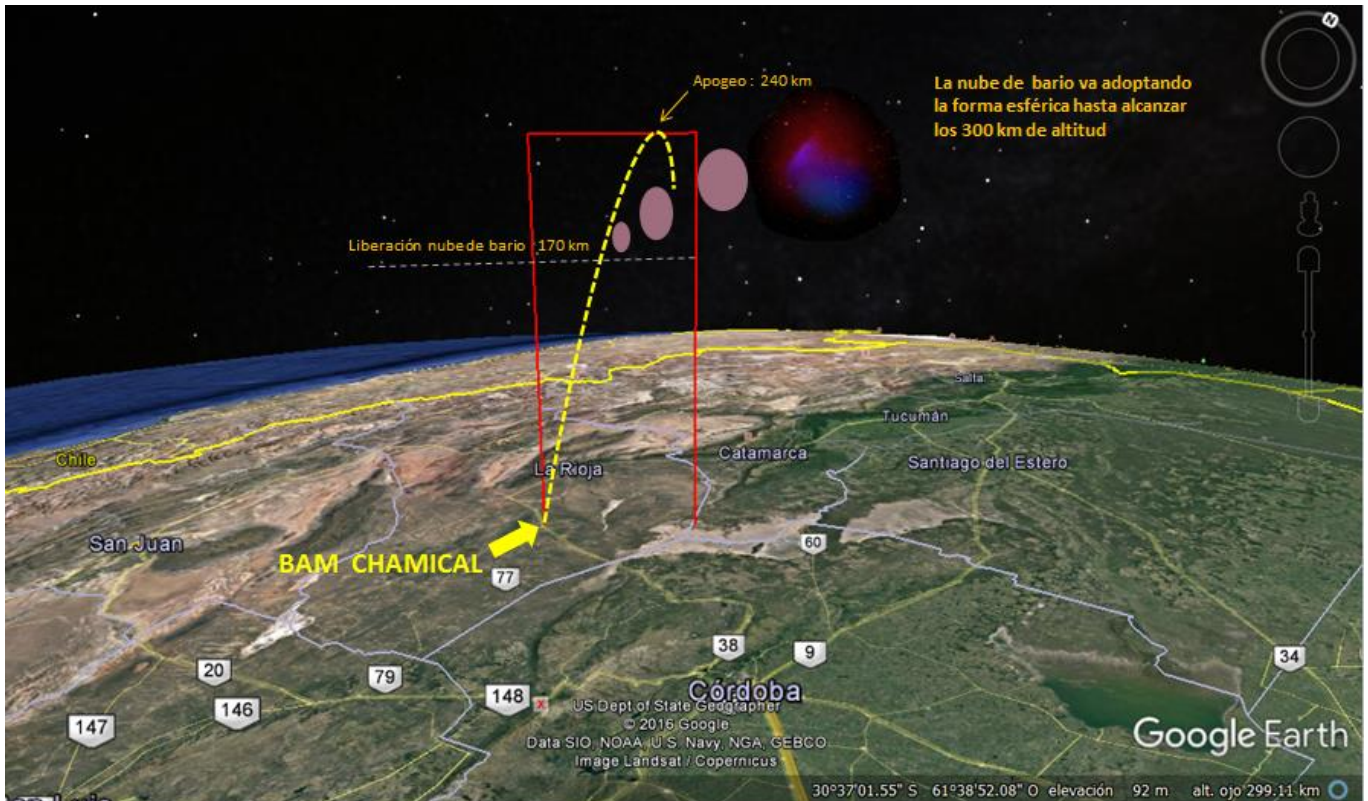 N
Apogeo : 240 km
La nube de bario va adoptando
la forma esférica hasta alcanzar
los 300 km de altitud
Liberación nube de bario : 170 km
Salta
Tucumán
Chile
La Rioja
Catamarca
Santiago del Estero
San Juan
BAM CHAMICAL
60
77
38
9
34
20
79
148
Córdoba
146
147
US Dept of State Geographer
© 2016 Google
Data SIO, NOAA, U.S. Navy, NGA, GEBCO
Image Landsat / Copernicus
Google Earth
30°37'01.55" S 61°38'52.08" O elevación 92 m alt. ojo 299.11 km